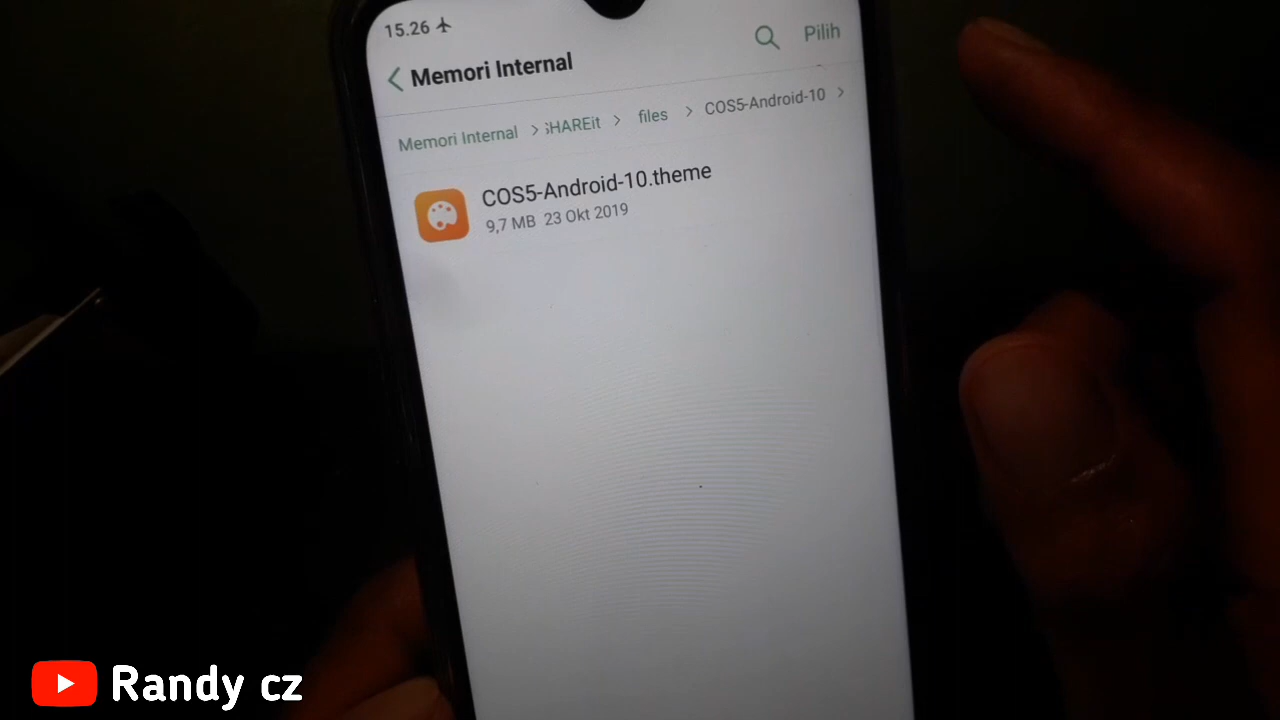 15.26
Memori Internal
Pilih
Memori Internal > SHAREit > files > COS5-Android-10 >
COS5-Android-10.theme
9,7 MB 23 Okt 2019
Randy cz